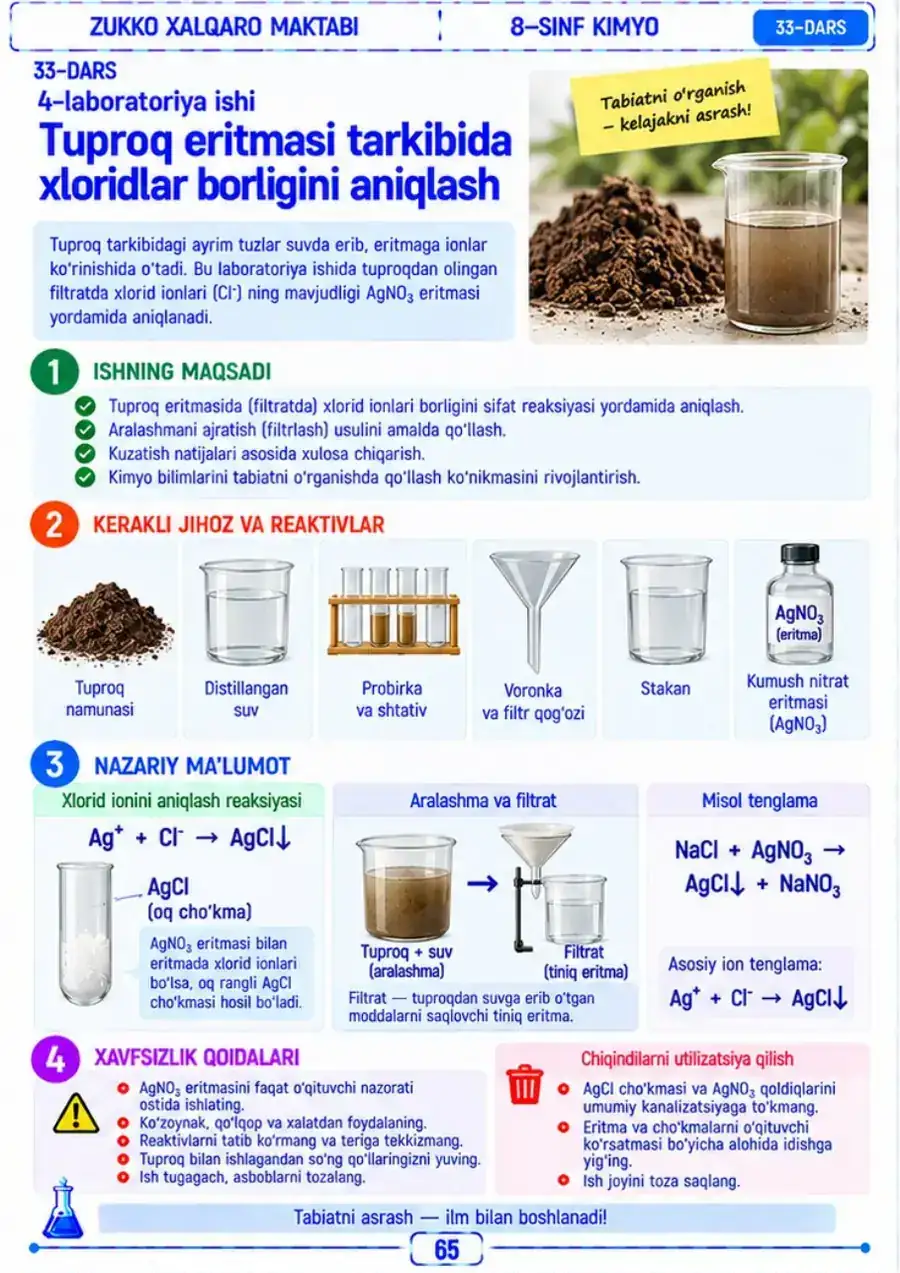 ZUKKO XALQARO MAKTABI
8–SINF KIMYO
33-DARS
33-DARS
4-laboratoriya ishi
Tuproq eritmasi tarkibida
xloridlar borligini aniqlash
Tabiatni o‘rganish
– kelajakni asrash!
Tuproq tarkibidagi ayrim tuzlar suvda erib, eritmaga ionlar
ko‘rinishida o‘tadi. Bu laboratoriya ishida tuproqdan olingan
filtratda xlorid ionlari (Cl⁻) ning mavjudligi AgNO₃ eritmasi
yordamida aniqlanadi.
1 ISHNING MAQSADI
Tuproq eritmasida (filtratda) xlorid ionlari borligini sifat reaksiyasi yordamida aniqlash.
Aralashmani ajratish (filtrlash) usulini amalda qo‘llash.
Kuzatish natijalari asosida xulosa chiqarish.
Kimyo bilimlarini tabiatni o‘rganishda qo‘llash ko‘nikmasini rivojlantirish.
2 KERAKLI JIHOZ VA REAKTIVLAR
Tuproq
namunasi
Distillangan
suv
Probirka
va shtativ
Voronka
va filtr qog‘ozi
Stakan
AgNO₃
(eritma)
Kumush nitrat
eritmasi
(AgNO₃)
3 NAZARIY MA’LUMOT
Xlorid ionini aniqlash reaksiyasi
Ag⁺ + Cl⁻ → AgCl↓
AgCl
(oq cho‘kma)
AgNO₃ eritmasi bilan
eritmada xlorid ionlari
bo‘lsa, oq rangli AgCl
cho‘kmasi hosil bo‘ladi.
Aralashma va filtrat
Tuproq + suv
(aralashma)
Filtrat
(tiniq eritma)
Filtrat — tuproqdan suvga erib o‘tgan
moddalarni saqlovchi tiniq eritma.
Misol tenglama
NaCl + AgNO₃ →
AgCl↓ + NaNO₃
Asosiy ion tenglama:
Ag⁺ + Cl⁻ → AgCl↓
4 XAVFSIZLIK QOIDALARI
AgNO₃ eritmasini faqat o‘qituvchi nazorati
ostida ishlating.
Ko‘zoynak, qo‘lqop va xalatdan foydalaning.
Reaktivlarni tatib ko‘rmang va teriga tekkizmang.
Tuproq bilan ishlagandan so‘ng qo‘llaringizni yuving.
Ish tugagach, asboblarni tozalang.
Chiqindilarni utilizatsiya qilish
AgCl cho‘kmasi va AgNO₃ qoldiqlarini
umumiy kanalizatsiyaga to‘kmang.
Eritma va cho‘kmalarni o‘qituvchi
ko‘rsatmasi bo‘yicha alohida idishga
yig‘ing.
Ish joyini toza saqlang.
Tabiatni asrash — ilm bilan boshlanadi!
65